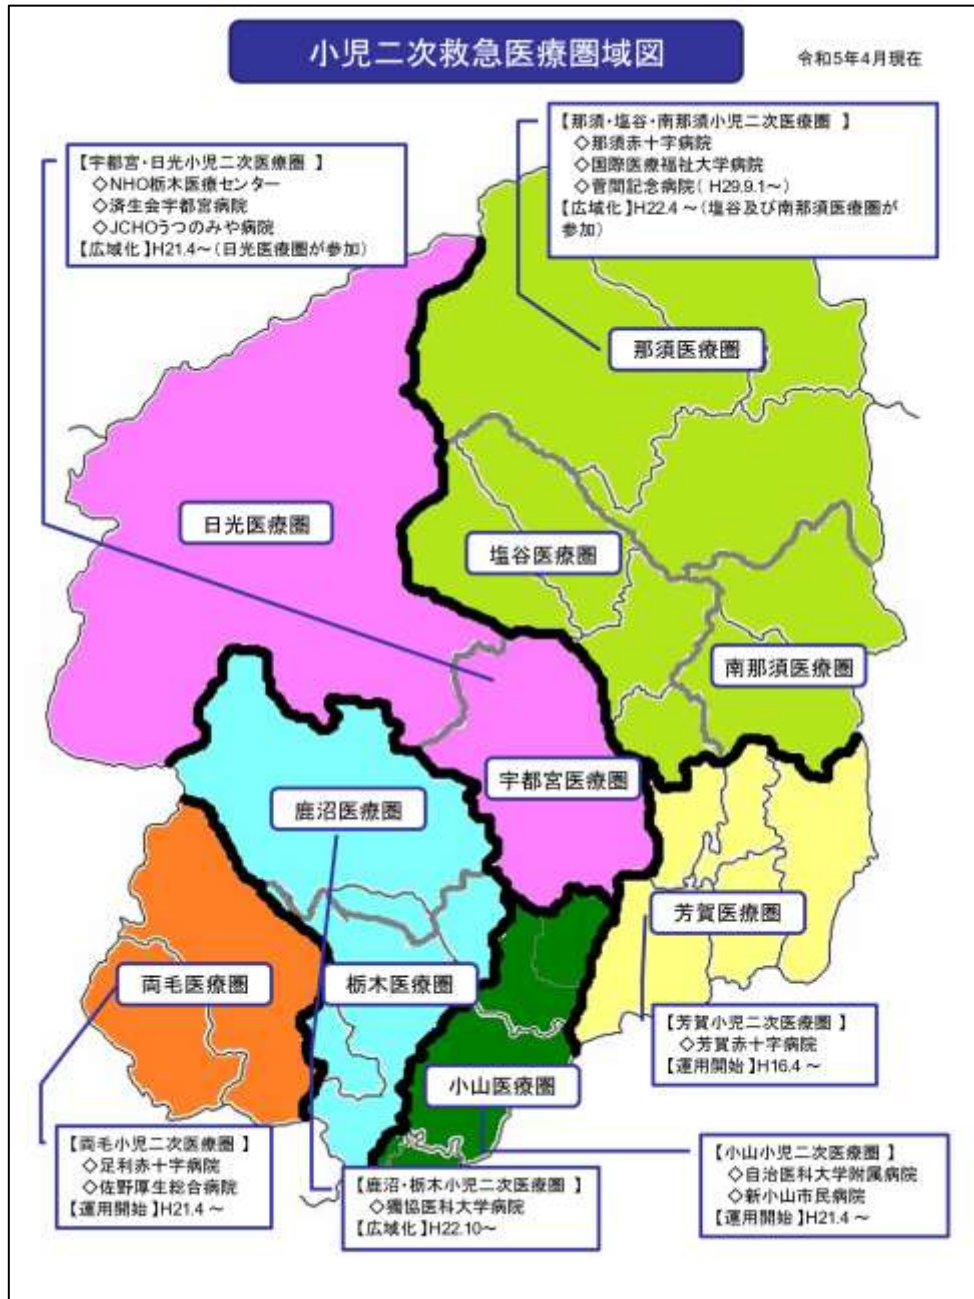 小児二次救急医療圏域図
令和5年4月現在
【宇都宮・日光小児二次医療圏 】
◇NHO栃木医療センター
◇済生会宇都宮病院
◇JCHOうつのみや病院
【広域化】H21.4～（日光医療圏が参加）
【那須・塩谷・南那須小児二次医療圏 】
◇那須赤十字病院
◇国際医療福祉大学病院
◇菅間記念病院（ H29.9.1～）
【広域化】H22.4 ～（塩谷及び南那須医療圏が
参加）
那須医療圏
日光医療圏
塩谷医療圏
南那須医療圏
宇都宮医療圏
鹿沼医療圏
芳賀医療圏
両毛医療圏
栃木医療圏
小山医療圏
【芳賀小児二次医療圏 】
◇芳賀赤十字病院
【運用開始】H16.4 ～
【両毛小児二次医療圏 】
◇足利赤十字病院
◇佐野厚生総合病院
【運用開始】H21.4 ～
【鹿沼・栃木小児二次医療圏 】
◇獨協医科大学病院
【広域化】H22.10～
【小山小児二次医療圏 】
◇自治医科大学附属病院
◇新小山市民病院
【運用開始】H21.4 ～